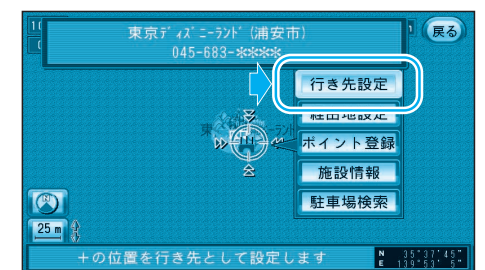 東京ディズニーランド (浦安市)
045-683-****
戻る
行き先設定
経由地設定
ポイント登録
施設情報
駐車場検索
25 m
+の位置を行き先として設定します
N 35°37'45"
E 139°53' 5"